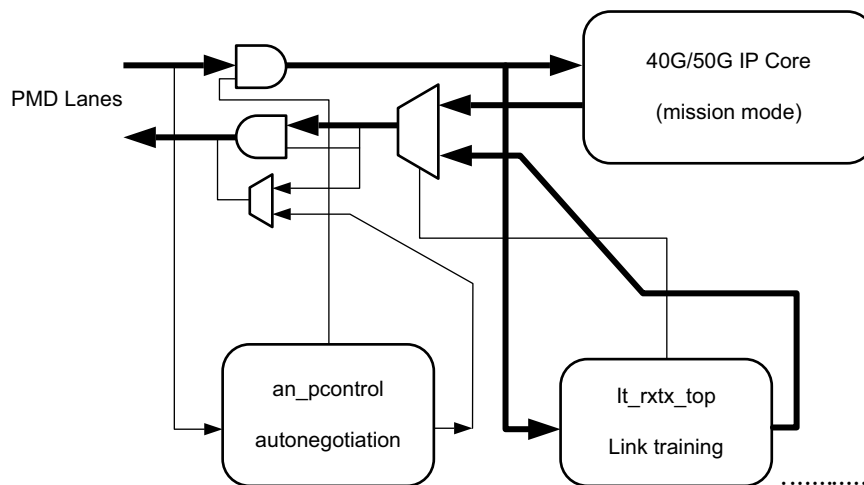 40G/50G IP Core
(mission mode)
PMD Lanes
an_pcontrol
autonegotiation
lt_rxtx_top
Link training